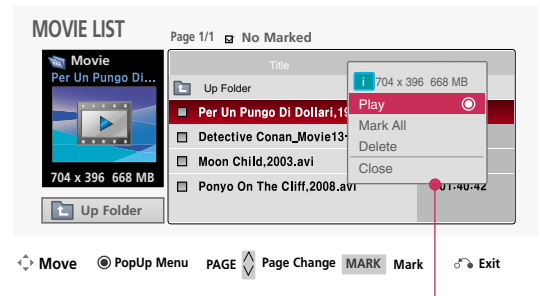 MOVIE LIST
Page 1/1 No Marked
Movie
Per Un Pungo Di...
704 x 396 668 MB
Up Folder
Title
Up Folder
Per Un Pungo Di Dollari,19
Detective Conan_Movie13
Moon Child,2003.avi
Ponyo On The Cliff,2008.avi
01:40:42
i 704 x 396 668 MB
Play
Mark All
Delete
Close
Move PopUp Menu PAGE Page Change MARK Mark Exit